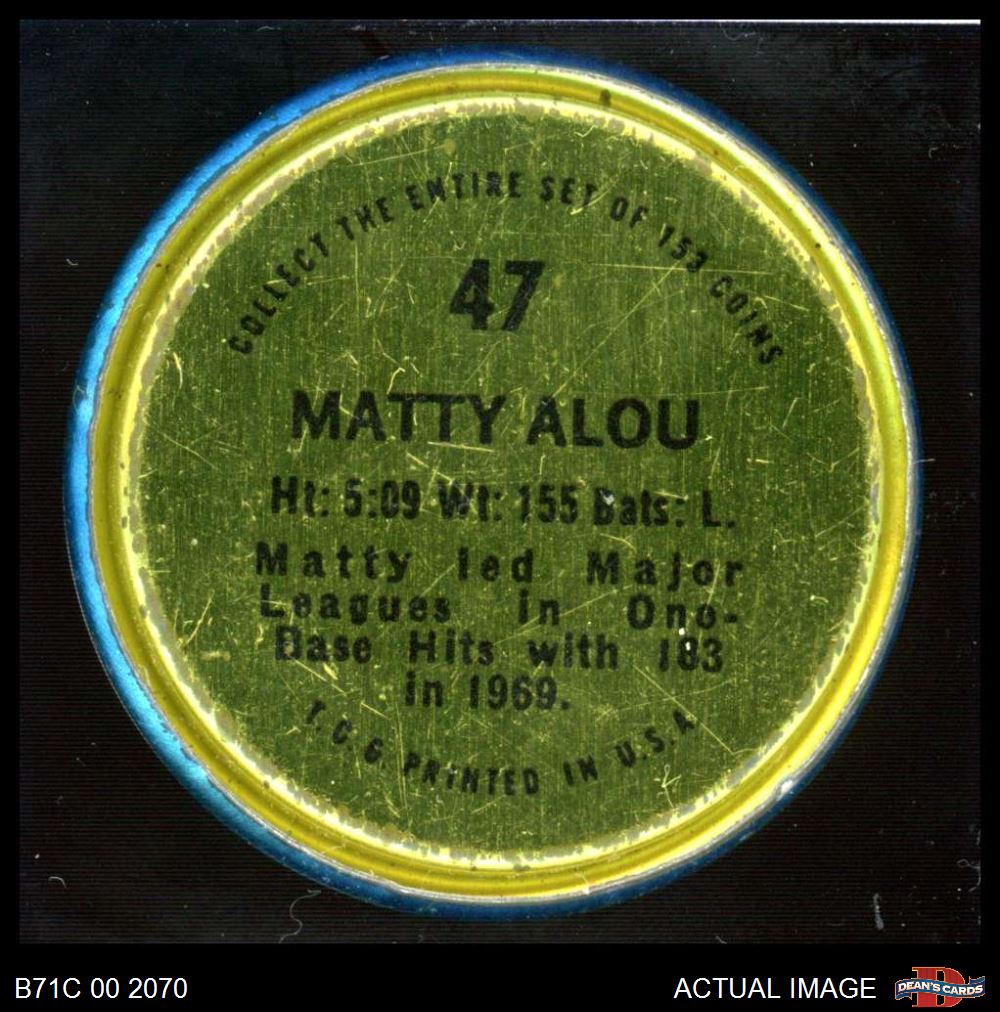 COLLECT THE ENTIRE SET OF 153 COINS
47
MATTY ALOU
Ht: 5:09 Wt: 155 Bats: L.
Matty led Major
Leagues in One-
Base Hits with 183
in 1969.
T.C.G. PRINTED IN U.S.A.
B71C 00 2070
ACTUAL IMAGE
DEAN'S CARDS